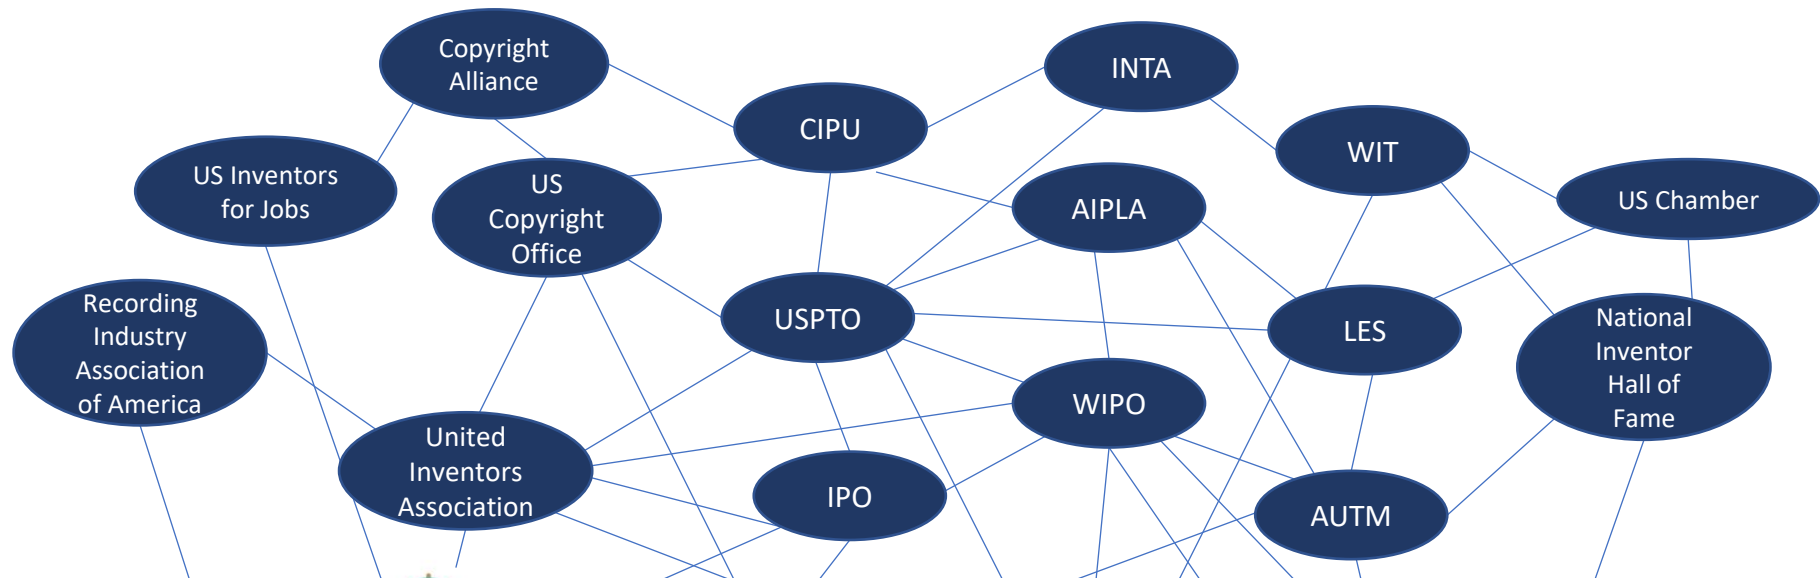 Copyright
Alliance
INTA
CIPU
WIT
US Inventors
for Jobs
US
Copyright
Office
AIPLA
US Chamber
Recording
Industry
Association
of America
USPTO
LES
National
Inventor
Hall of
Fame
WIPO
United
Inventors
Association
IPO
AUTM